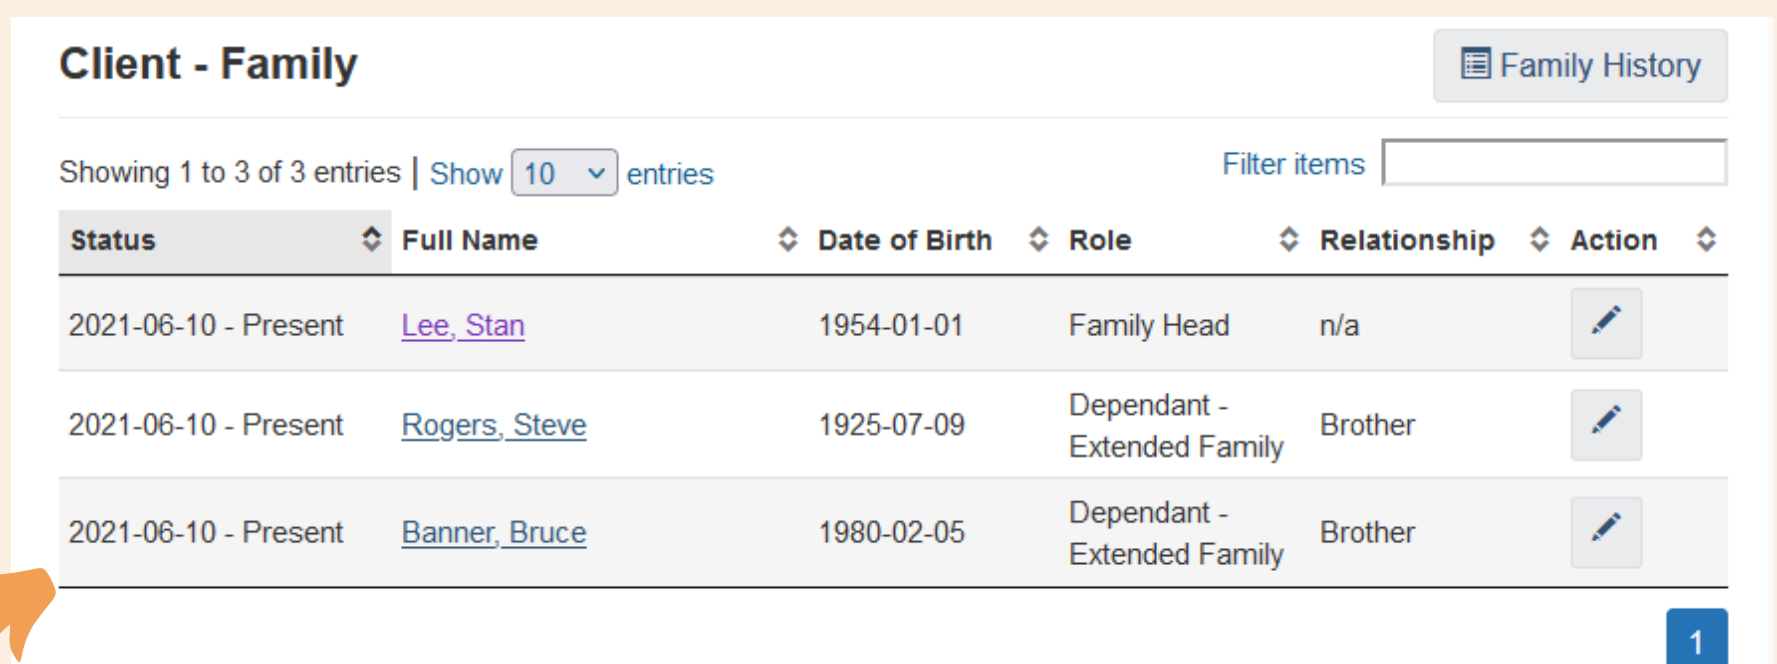 Client - Family
Family History
Showing 1 to 3 of 3 entries | Show 10 entries
Filter items
Status Full Name Date of Birth Role Relationship Action
2021-06-10 - Present Lee, Stan 1954-01-01 Family Head n/a
2021-06-10 - Present Rogers, Steve 1925-07-09 Dependant - Extended Family Brother
2021-06-10 - Present Banner, Bruce 1980-02-05 Dependant - Extended Family Brother
1